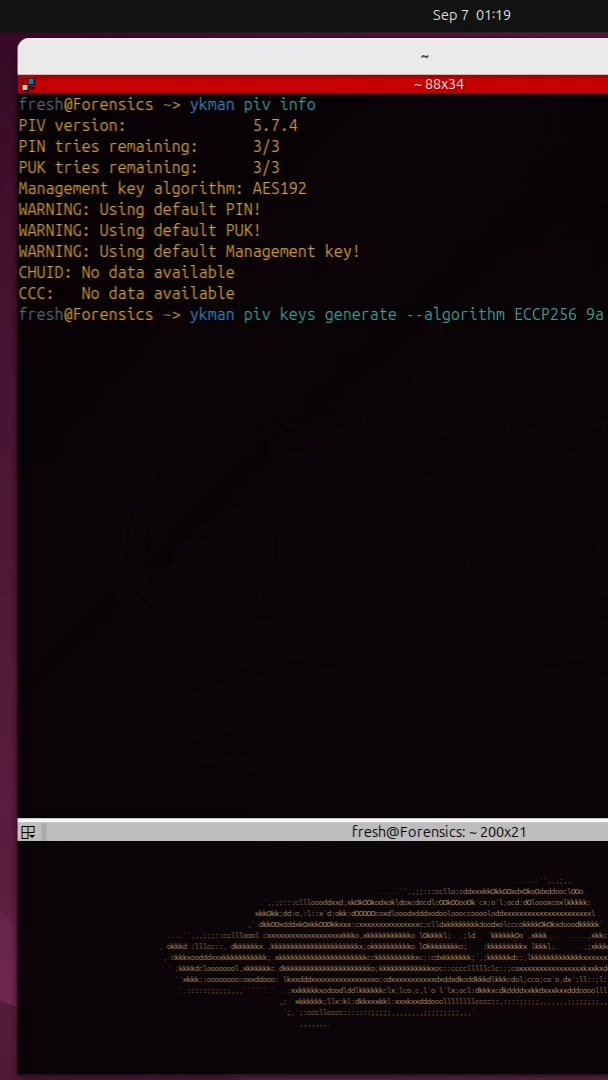 Sep 7 01:19
~
~ 88x34
fresh@Forensics ~> ykman piv info
PIV version: 5.7.4
PIN tries remaining: 3/3
PUK tries remaining: 3/3
Management key algorithm: AES192
WARNING: Using default PIN!
WARNING: Using default PUK!
WARNING: Using default Management key!
CHUID: No data available
CCC: No data available
fresh@Forensics ~> ykman piv keys generate --algorithm ECCP256 9a
fresh@Forensics: ~ 200x21